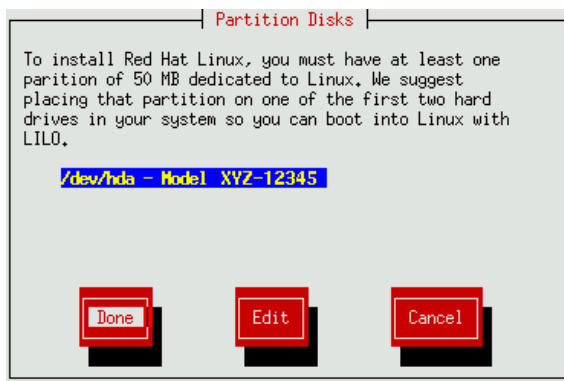 Partition Disks
To install Red Hat Linux, you must have at least one
parition of 50 MB dedicated to Linux. We suggest
placing that partition on one of the first two hard
drives in your system so you can boot into Linux with
LILO.
/dev/hda - Model XYZ-12345
Done Edit Cancel